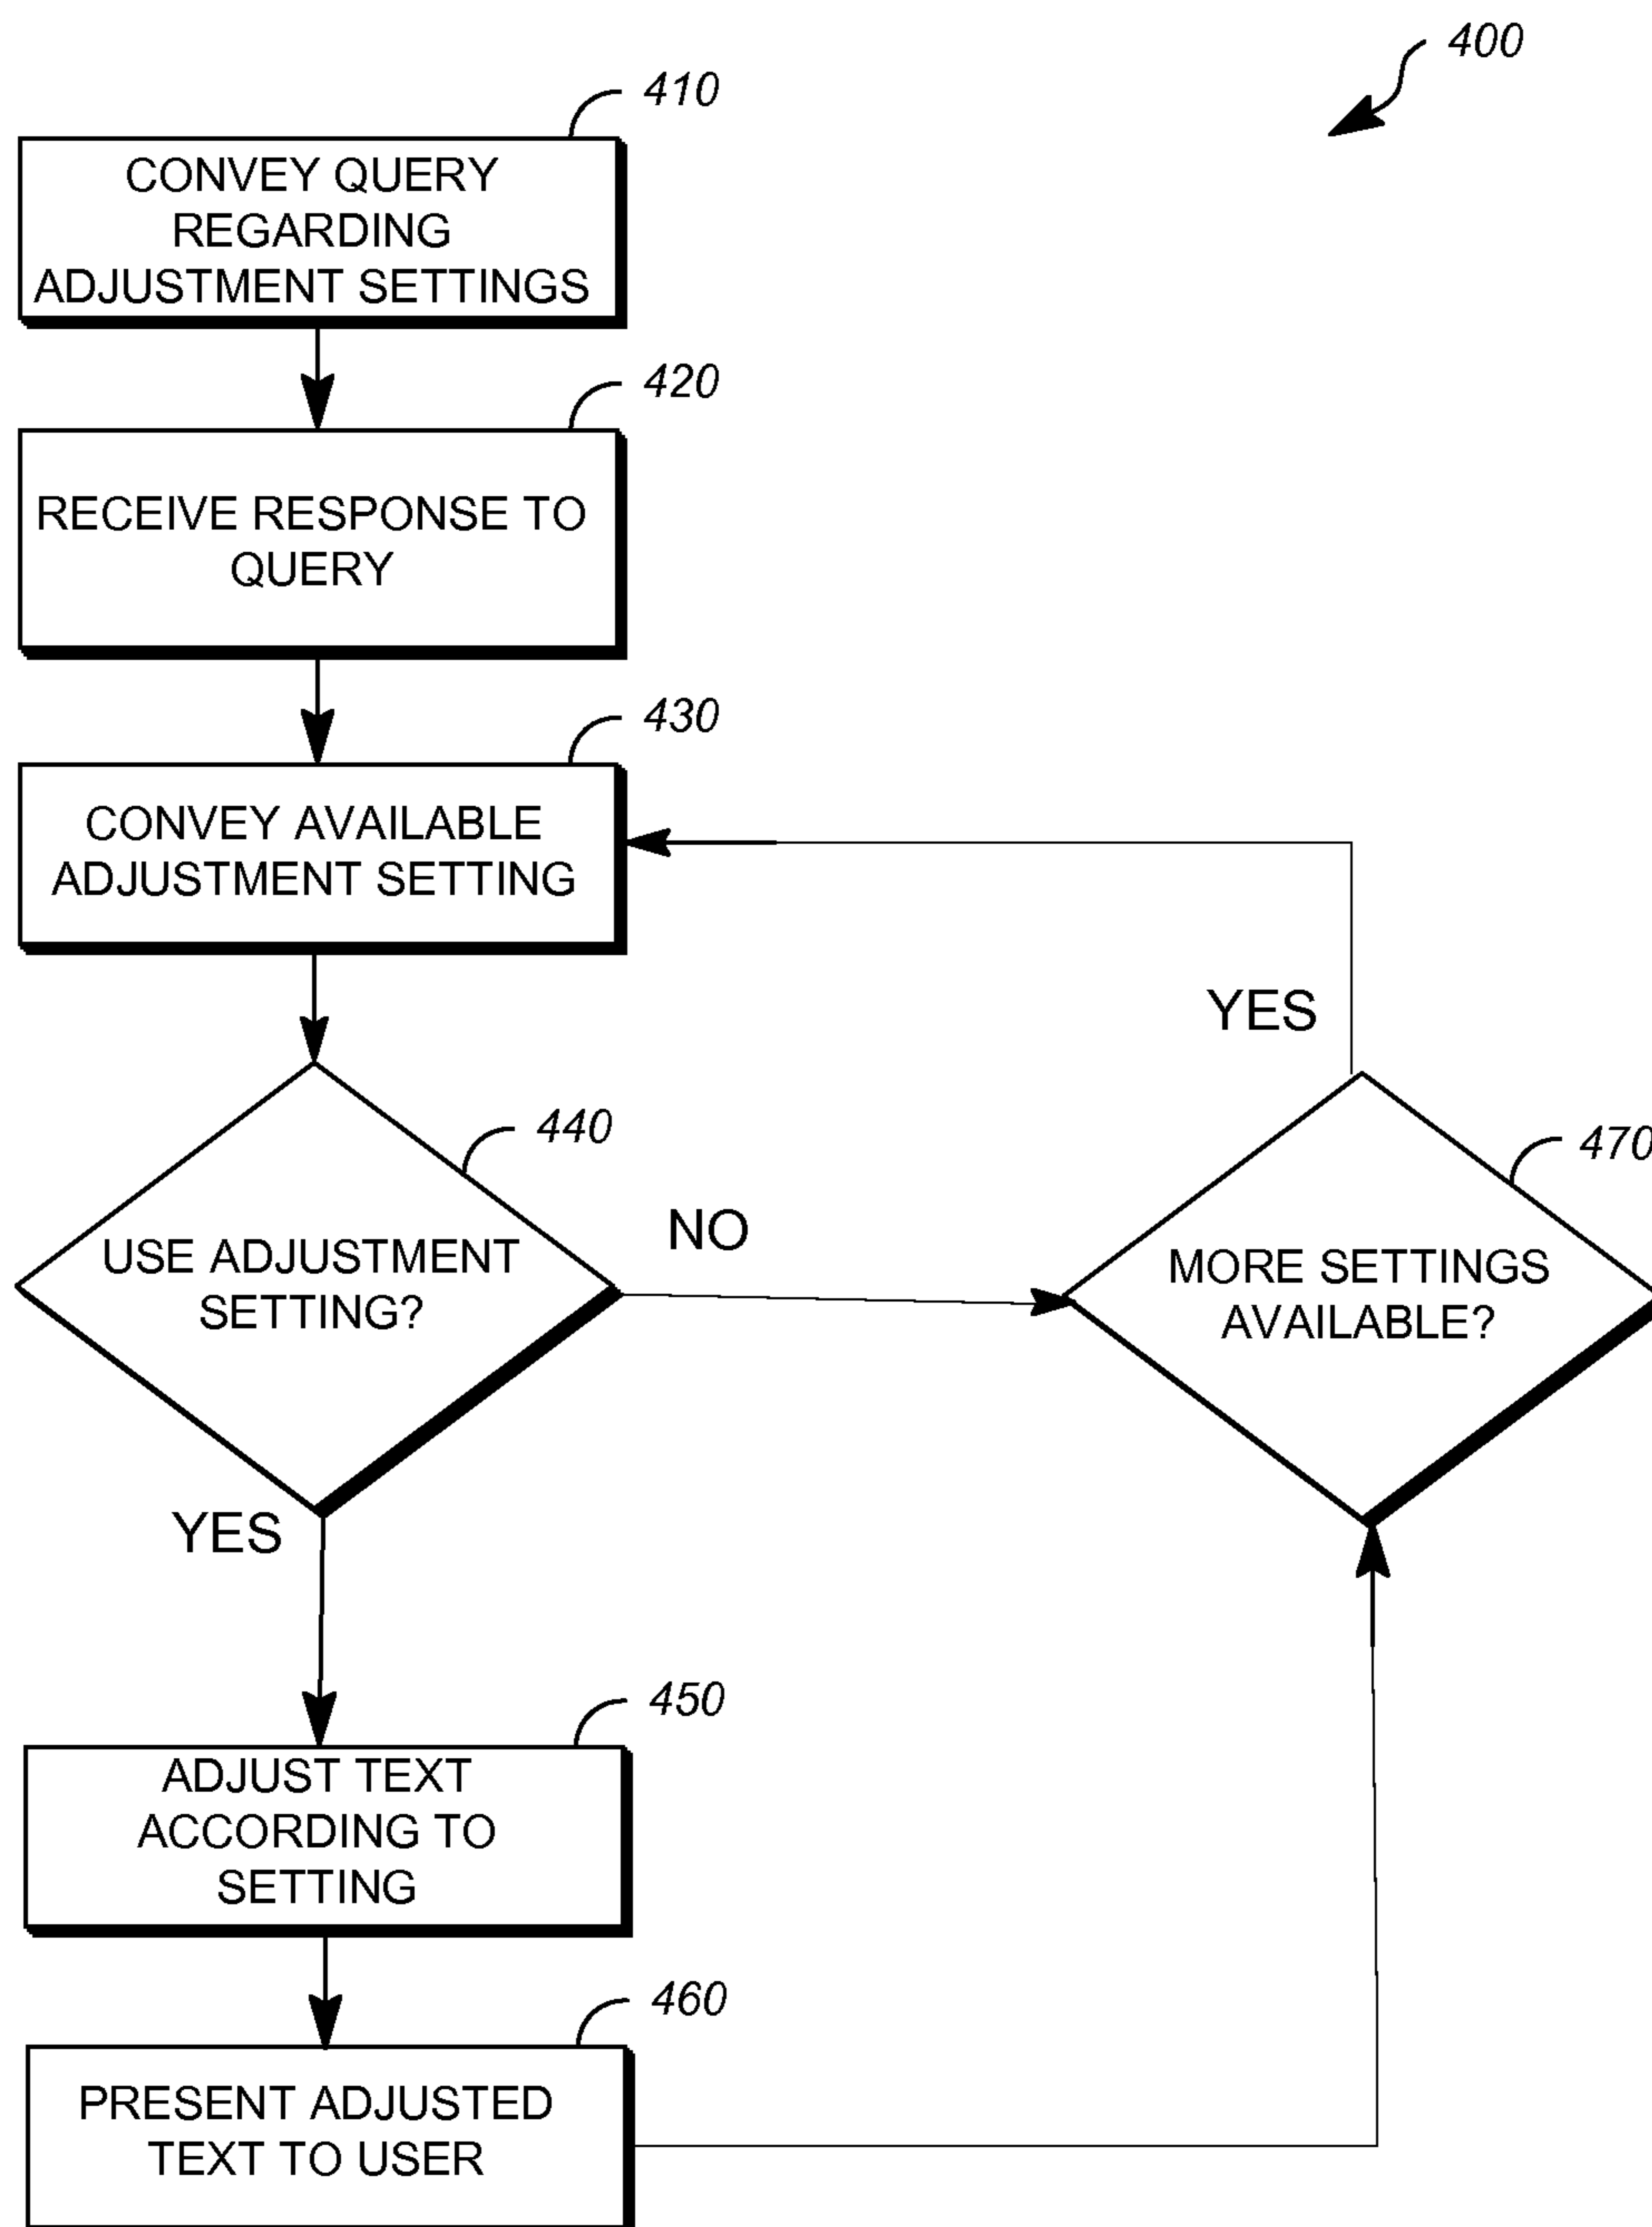 400
410
CONVEY QUERY
REGARDING
ADJUSTMENT SETTINGS
420
RECEIVE RESPONSE TO
QUERY
430
CONVEY AVAILABLE
ADJUSTMENT SETTING
YES
440
470
NO
USE ADJUSTMENT
SETTING?
MORE SETTINGS
AVAILABLE?
YES
450
ADJUST TEXT
ACCORDING TO
SETTING
460
PRESENT ADJUSTED
TEXT TO USER